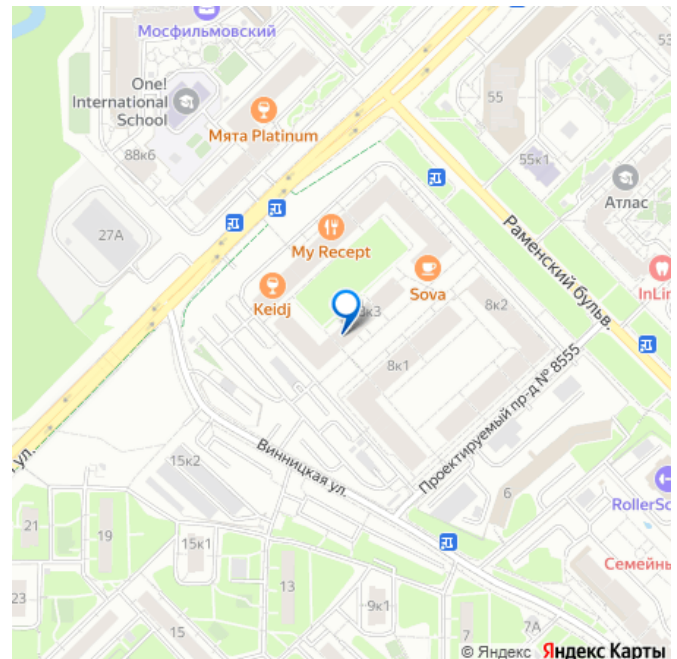 Мосфильмовский
One!
International
School
Мята Platinum
88к6
55
53
55к1
Атлас
27А
My Recept
Раменский бульв.
Keidj
Sova
InLin
8к3
8к2
8к1
Проектируемый пр-д № 8555
ул.
Винницкая ул.
15к2
6
RollerSc
21
19
15к1
Семейны
13
23
9к1
15
7
7А
© Яндекс Яндекс Карты